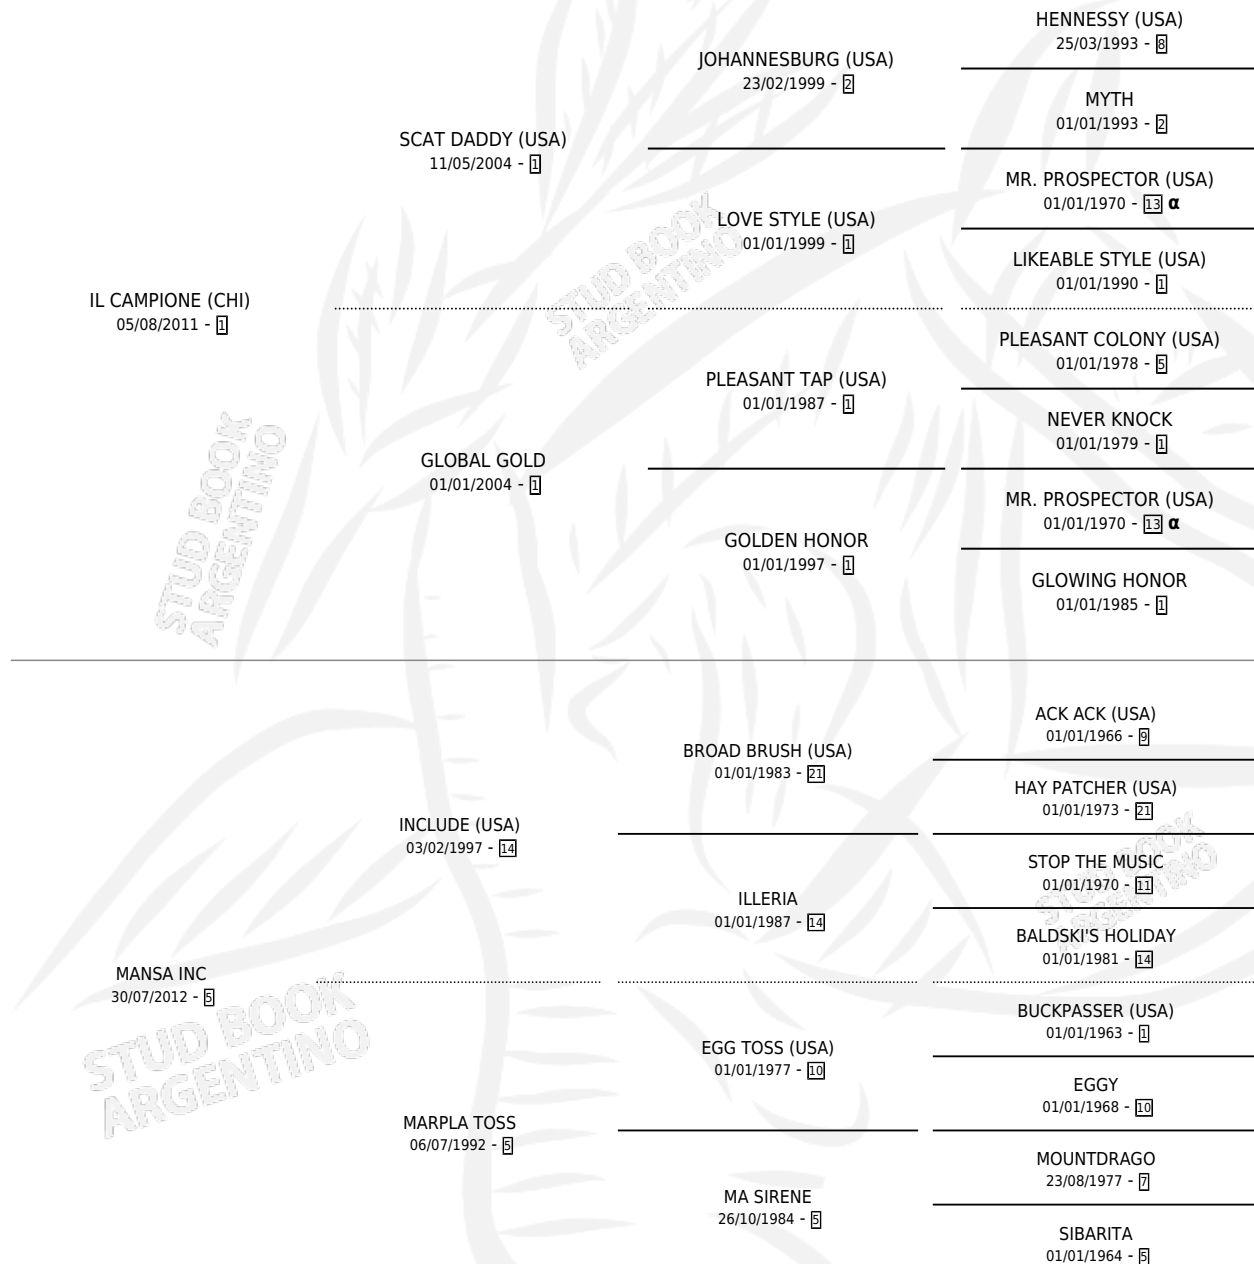 HENNESSY (USA)
25/03/1993 - 8
JOHANNESBURG (USA)
23/02/1999 - 2
MYTH
01/01/1993 - 2
SCAT DADDY (USA)
11/05/2004 - 1
MR. PROSPECTOR (USA)
01/01/1970 - 13 α
LOVE STYLE (USA)
01/01/1999 - 1
LIKEABLE STYLE (USA)
01/01/1990 - 1
IL CAMPIONE (CHI)
05/08/2011 - 1
PLEASANT COLONY (USA)
01/01/1978 - 5
PLEASANT TAP (USA)
01/01/1987 - 1
NEVER KNOCK
01/01/1979 - 1
GLOBAL GOLD
01/01/2004 - 1
MR. PROSPECTOR (USA)
01/01/1970 - 13 α
GOLDEN HONOR
01/01/1997 - 1
GLOWING HONOR
01/01/1985 - 1
ACK ACK (USA)
01/01/1966 - 9
BROAD BRUSH (USA)
01/01/1983 - 21
HAY PATCHER (USA)
01/01/1973 - 21
INCLUDE (USA)
03/02/1997 - 14
STOP THE MUSIC
01/01/1970 - 11
ILLERIA
01/01/1987 - 14
BALDSKI'S HOLIDAY
01/01/1981 - 14
MANSA INC
30/07/2012 - 5
BUCKPASSER (USA)
01/01/1963 - 1
EGG TOSS (USA)
01/01/1977 - 10
EGGY
01/01/1968 - 10
MARPLA TOSS
06/07/1992 - 5
MOUNTDRAGO
23/08/1977 - 7
MA SIRENE
26/10/1984 - 5
SIBARITA
01/01/1964 - 5
STUD BOOK
ARGENTINO
STUD BOOK
ARGENTINO
STUD BOOK
ARGENTINO
STUD BOOK
ARGENTINO